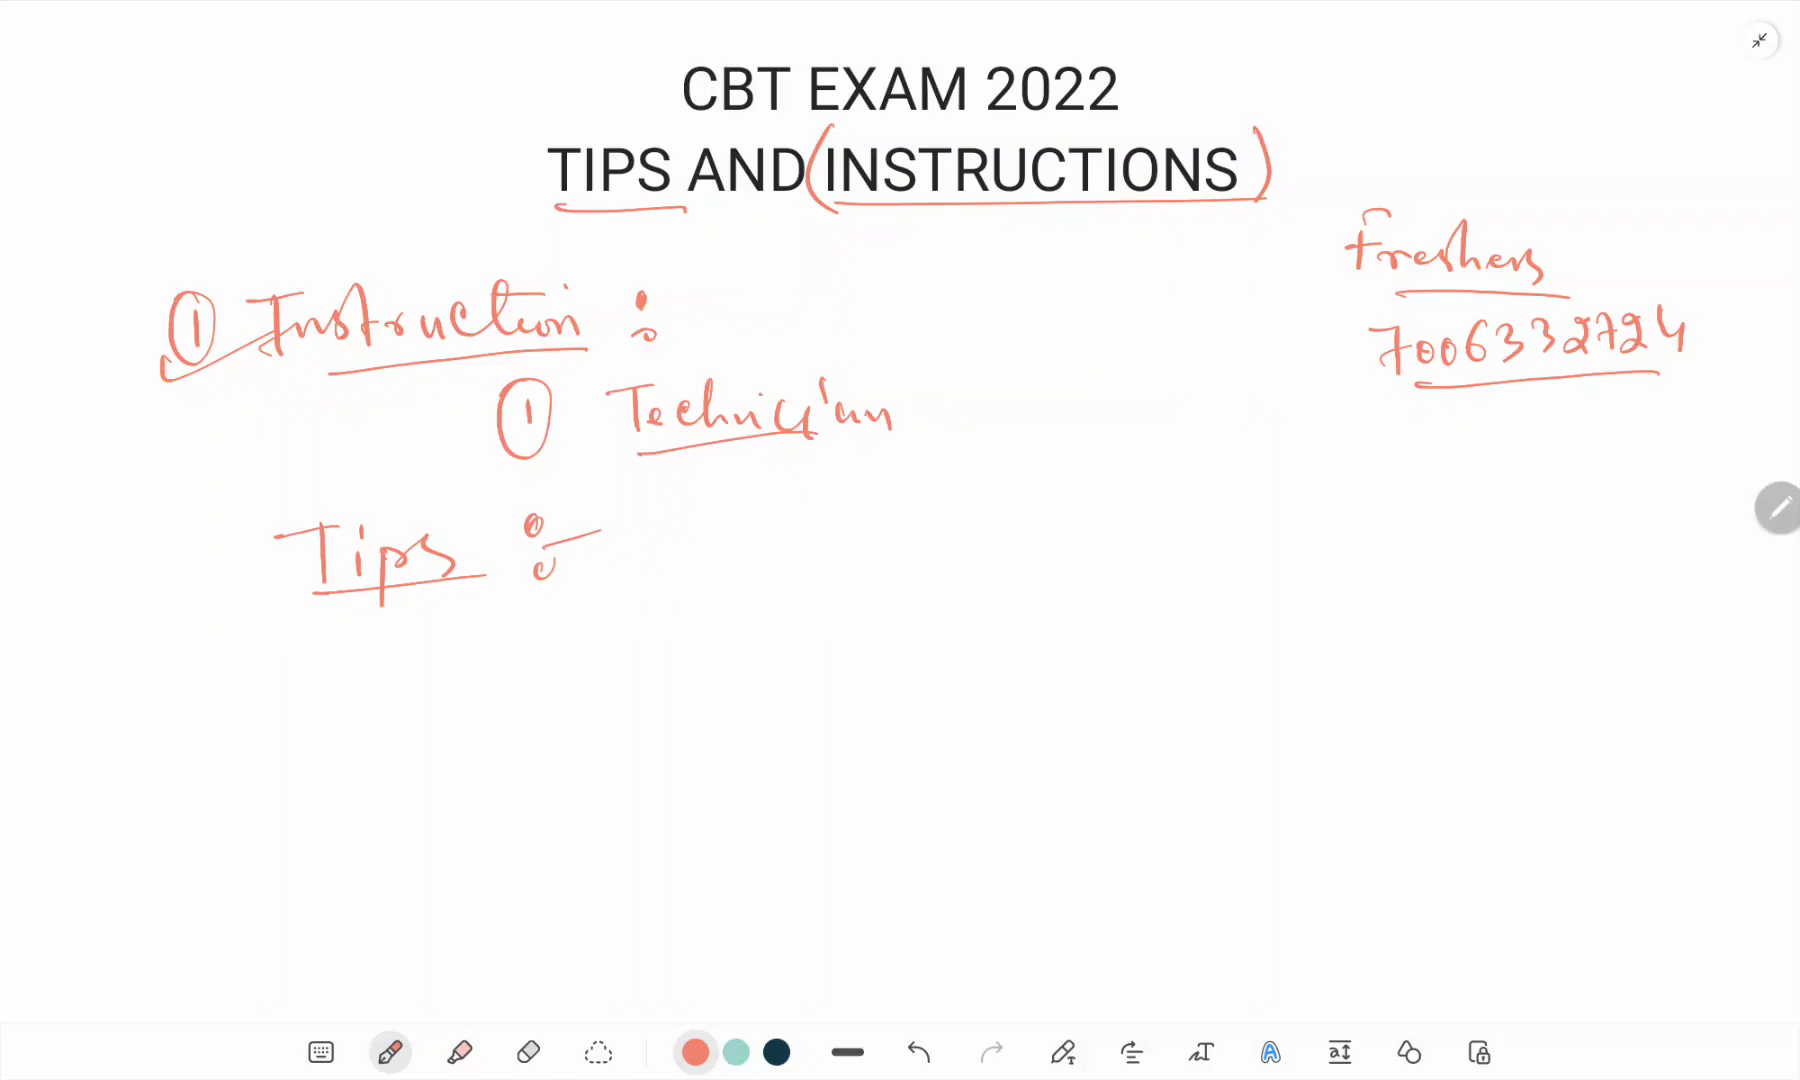 CBT EXAM 2022
TIPS AND (INSTRUCTIONS)
Freshers
7006332724
① Instruction :
① Technician
Tips :-